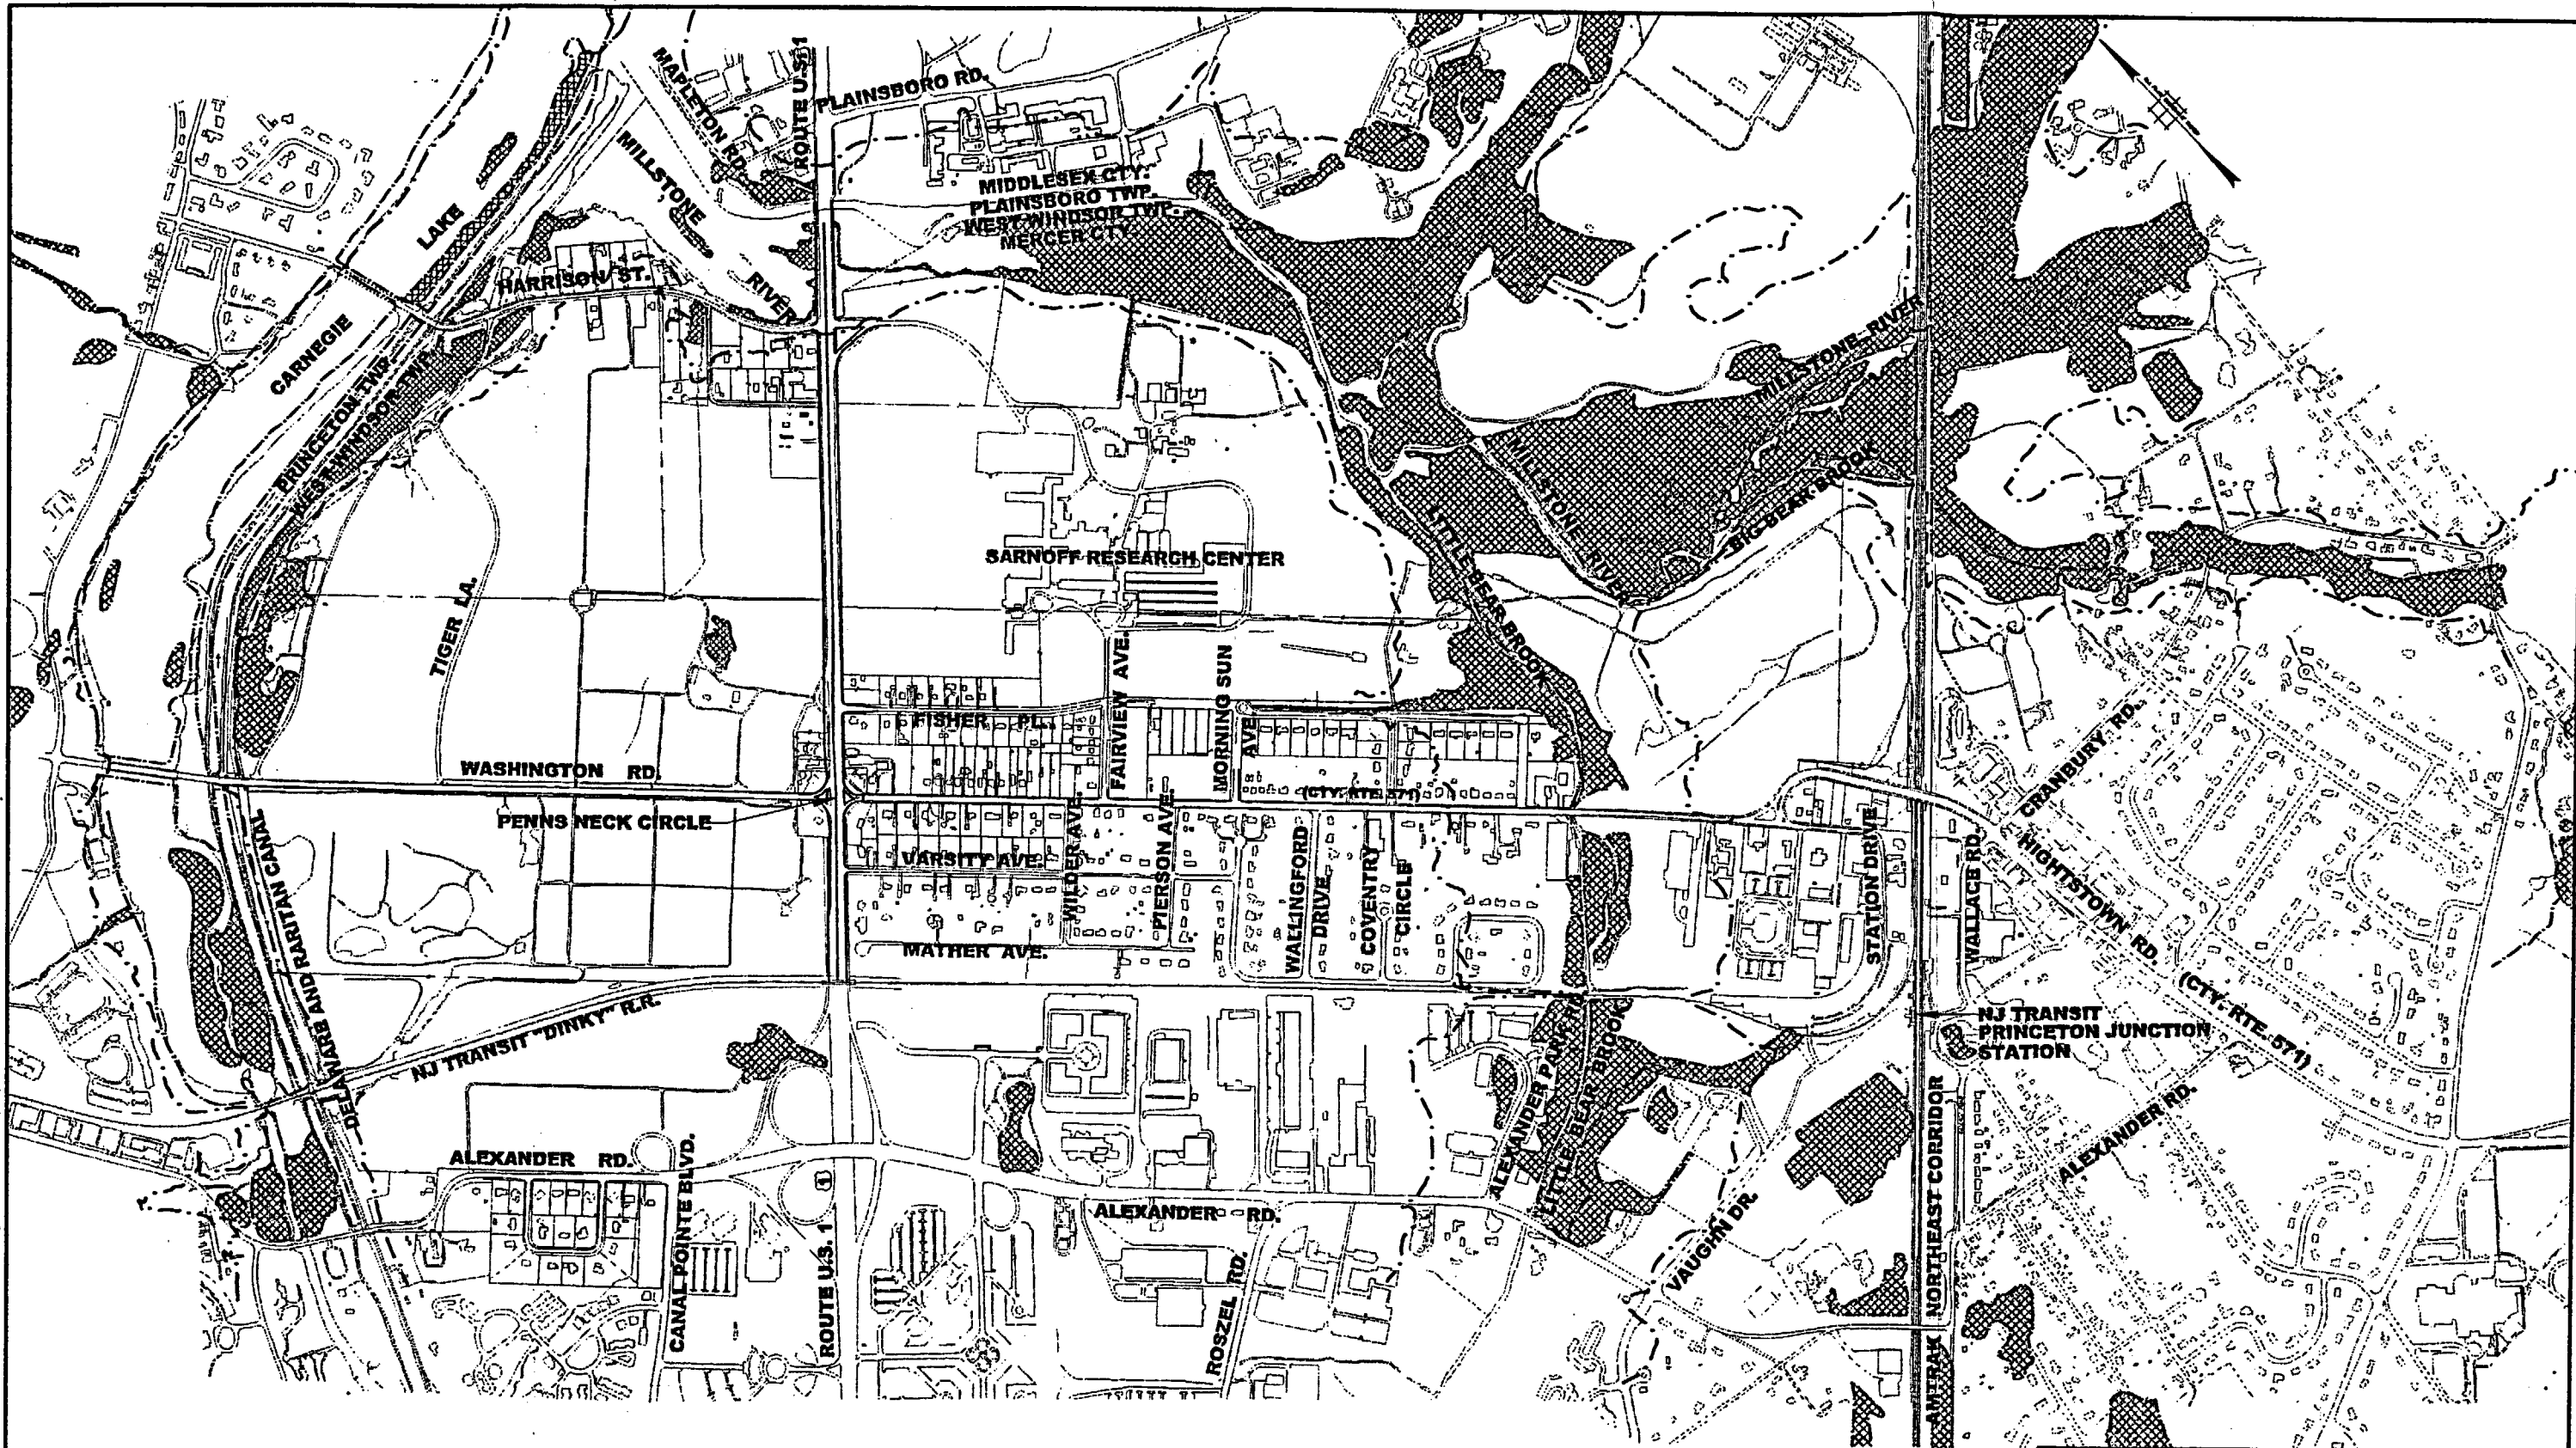 MAPLETON RD.
ROUTE U.S. 1
PLAINSBORO RD.
MILLSTONE
RIVER
MIDDLESEX CTY.
PLAINSBORO TWP.
WEST WINDSOR TWP.
MERCER CTY.
LAKE
CARNEGIE
HARRISON ST.
PRINCETON TWP.
WEST WINDSOR TWP.
MILLSTONE RIVER
MILLSTONE RIVER
BIG BEAR BROOK
LITTLE BEAR BROOK
SARNOFF RESEARCH CENTER
TIGER LA.
FAIRVIEW AVE.
MORNING SUN
AVE.
FISHER PL.
WASHINGTON RD.
(CTY. RTE. 571)
PENNS NECK CIRCLE
CRANBURY RD.
HIGHTSTOWN RD.
(CTY. RTE. 571)
WALLACE RD.
STATION DRIVE
VARSITY AVE.
WILDER AVE.
PIERSON AVE.
WALLINGFORD
DRIVE
COVENTRY
CIRCLE
MATHER AVE.
DELAWARE AND RARITAN CANAL
NJ TRANSIT "DINKY" R.R.
NJ TRANSIT
PRINCETON JUNCTION
STATION
ALEXANDER PARK RD.
LITTLE BEAR BROOK
ALEXANDER RD.
ALEXANDER RD.
ALEXANDER RD.
CANAL POINTE BLVD.
1
ROUTE U.S. 1
ROSZEL RD.
VAUGHN DR.
AMTRAK NORTHEAST CORRIDOR